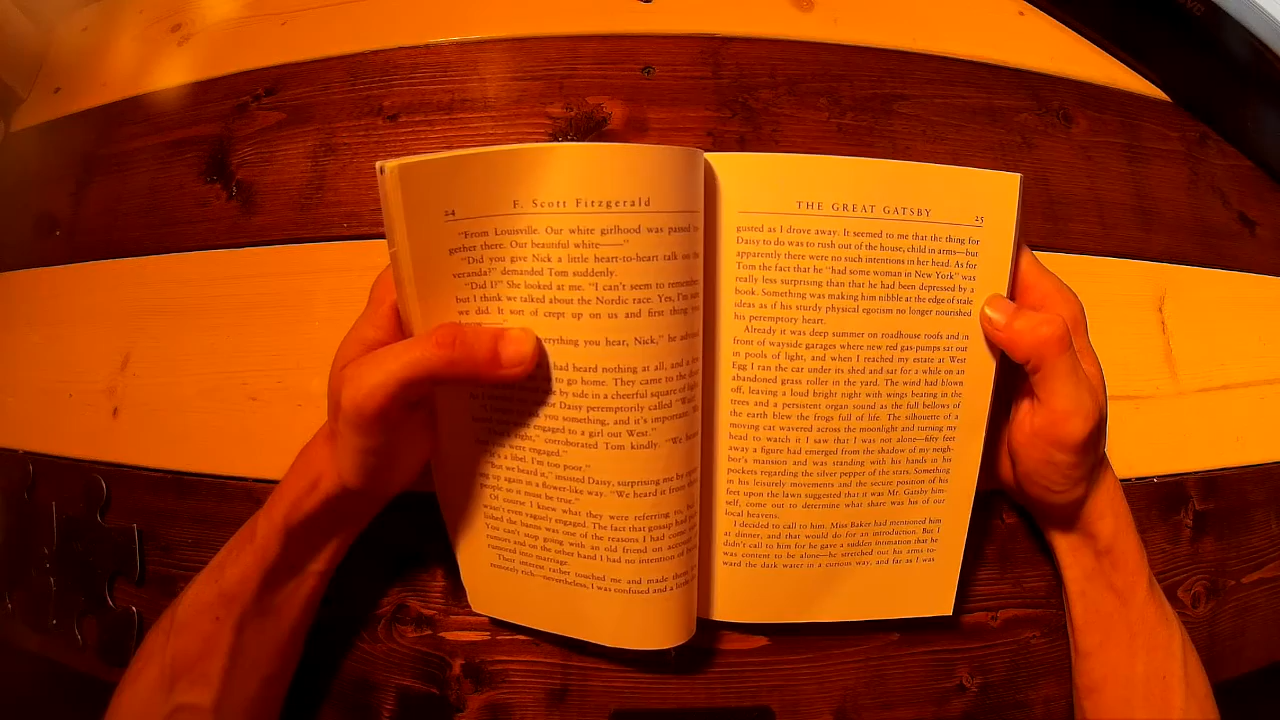 24
F. Scott Fitzgerald
"From Louisville. Our white girlhood was passed
gether there. Our beautiful white——"
"Did you give Nick a little heart-to-heart talk on the
veranda?" demanded Tom suddenly.
"Did I?" She looked at me. "I can't seem to remember
but I think we talked about the Nordic race. Yes, I'm
we did. It sort of crept up on us and first thing
erything you hear, Nick," he
had heard nothing at all, and a
to go home. They came to the
by side in a cheerful square of
or Daisy peremptorily called
you something, and it's important.
were engaged to a girl out West."
corroborated Tom kindly. "We
were engaged."
It's a libel. I'm too poor."
"But we heard it," insisted Daisy, surprising me by
up again in a flower-like way. "We heard it from
people so it must be true."
Of course I knew what they were referring to,
wasn't even vaguely engaged. The fact that gossip had
lished the banns was one of the reasons I had
You can't stop going with an old friend on
rumors and on the other hand I had no intention of
rumored into marriage.
Their interest rather touched me and made them
remotely rich—nevertheless, I was confused and a
THE GREAT GATSBY
25
gusted as I drove away. It seemed to me that the thing for
Daisy to do was to rush out of the house, child in arms—but
apparently there were no such intentions in her head. As for
Tom the fact that he "had some woman in New York" was
really less surprising than that he had been depressed by a
book. Something was making him nibble at the edge of stale
ideas as if his sturdy physical egotism no longer nourished
his peremptory heart.
Already it was deep summer on roadhouse roofs and in
front of wayside garages where new red gas-pumps sat out
in pools of light, and when I reached my estate at West
Egg I ran the car under its shed and sat for a while on an
abandoned grass roller in the yard. The wind had blown
off, leaving a loud bright night with wings beating in the
trees and a persistent organ sound as the full bellows of
the earth blew the frogs full of life. The silhouette of a
moving cat wavered across the moonlight and turning my
head to watch it I saw that I was not alone—fifty feet
away a figure had emerged from the shadow of my neigh-
bor's mansion and was standing with his hands in his
pockets regarding the silver pepper of the stars. Something
in his leisurely movements and the secure position of his
feet upon the lawn suggested that it was Mr. Gatsby him-
self, come out to determine what share was his of our
local heavens.
I decided to call to him. Miss Baker had mentioned him
at dinner, and that would do for an introduction. But I
didn't call to him for he gave a sudden intimation that he
was content to be alone—he stretched out his arms to-
ward the dark water in a curious way, and far as I was